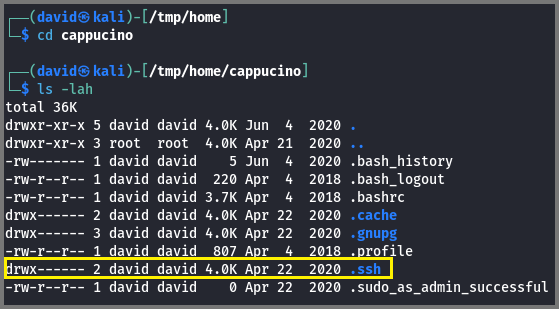 ┌──(david㉿kali)-[/tmp/home]
└─$ cd cappucino
┌──(david㉿kali)-[/tmp/home/cappucino]
└─$ ls -lah
total 36K
drwxr-xr-x 5 david david 4.0K Jun  4  2020 .
drwxr-xr-x 3 root  root  4.0K Apr 21  2020 ..
-rw------- 1 david david    5 Jun  4  2020 .bash_history
-rw-r--r-- 1 david david  220 Apr  4  2018 .bash_logout
-rw-r--r-- 1 david david 3.7K Apr  4  2018 .bashrc
drwx------ 2 david david 4.0K Apr 22  2020 .cache
drwx------ 3 david david 4.0K Apr 22  2020 .gnupg
-rw-r--r-- 1 david david  807 Apr  4  2018 .profile
drwx------ 2 david david 4.0K Apr 22  2020 .ssh
-rw-r--r-- 1 david david    0 Apr 22  2020 .sudo_as_admin_successful